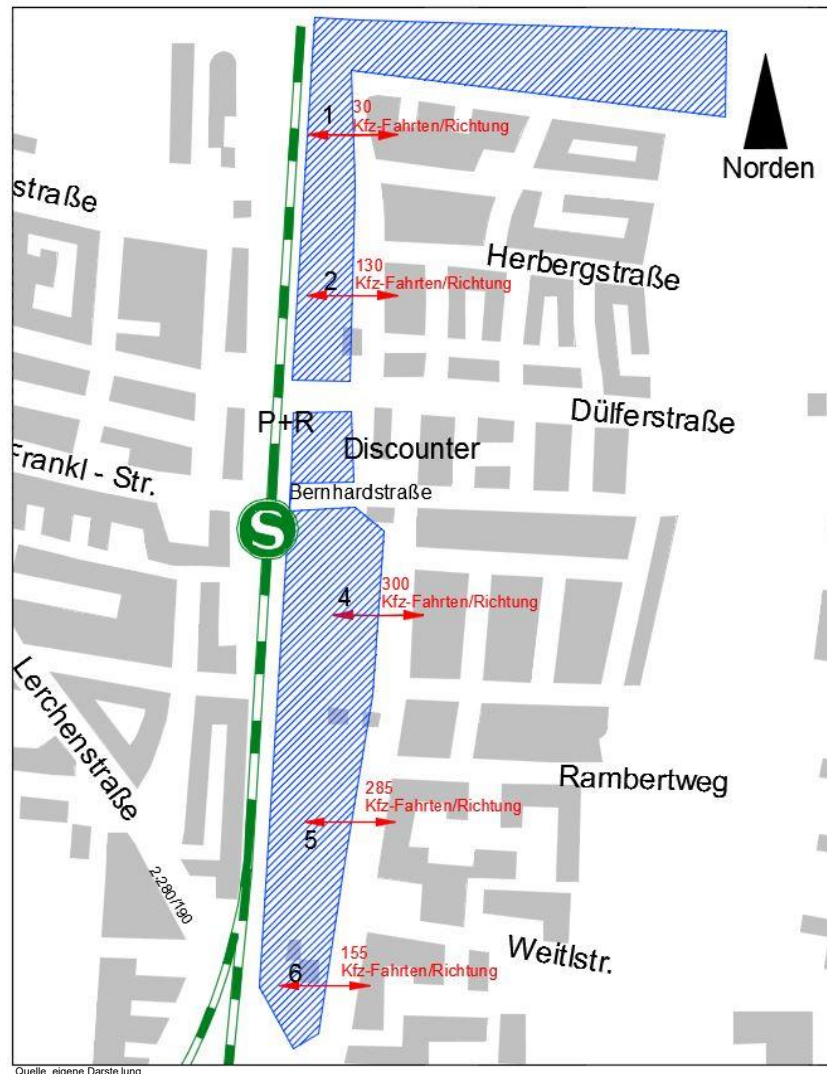 1
30
Kfz-Fahrten/Richtung
Norden
straße
Herbergstraße
2
130
Kfz-Fahrten/Richtung
Dülferstraße
P+R
Discounter
Frankl - Str.
Bernhardstraße
S
4
300
Kfz-Fahrten/Richtung
Lerchenstraße
Rambertweg
285
Kfz-Fahrten/Richtung
5
2.280/190
Weitlstr.
155
Kfz-Fahrten/Richtung
6
Quelle eigene Darste lung